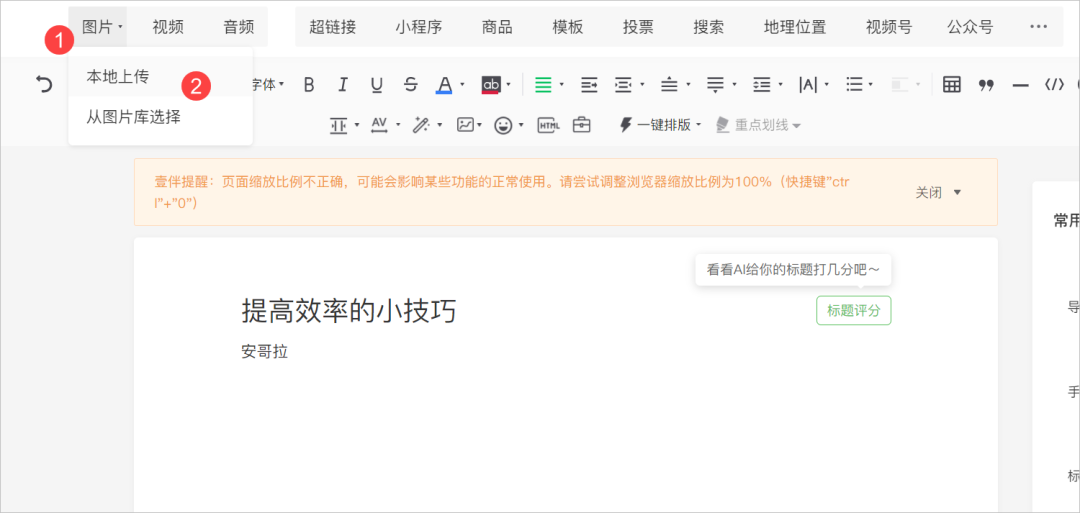 图片 视频 音频 超链接 小程序 商品 模板 投票 搜索 地理位置 视频号 公众号 ···
1
本地上传
2
从图片库选择
字体 B I U S A ab |A| </>
AV HTML 一键排版 重点划线
壹伴提醒：页面缩放比例不正确，可能会影响某些功能的正常使用。请尝试调整浏览器缩放比例为100%（快捷键"ctr
l"+"0"）
关闭
常用
看看AI给你的标题打几分吧～
提高效率的小技巧
标题评分
安哥拉
导
手
标